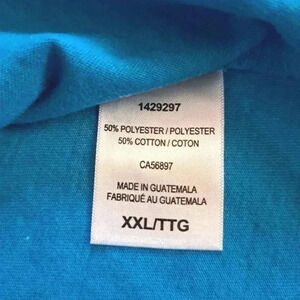 1429297
50% POLYESTER / POLYESTER
50% COTTON / COTON
CA56897
MADE IN GUATEMALA
FABRIQUÉ AU GUATEMALA
XXL/TTG